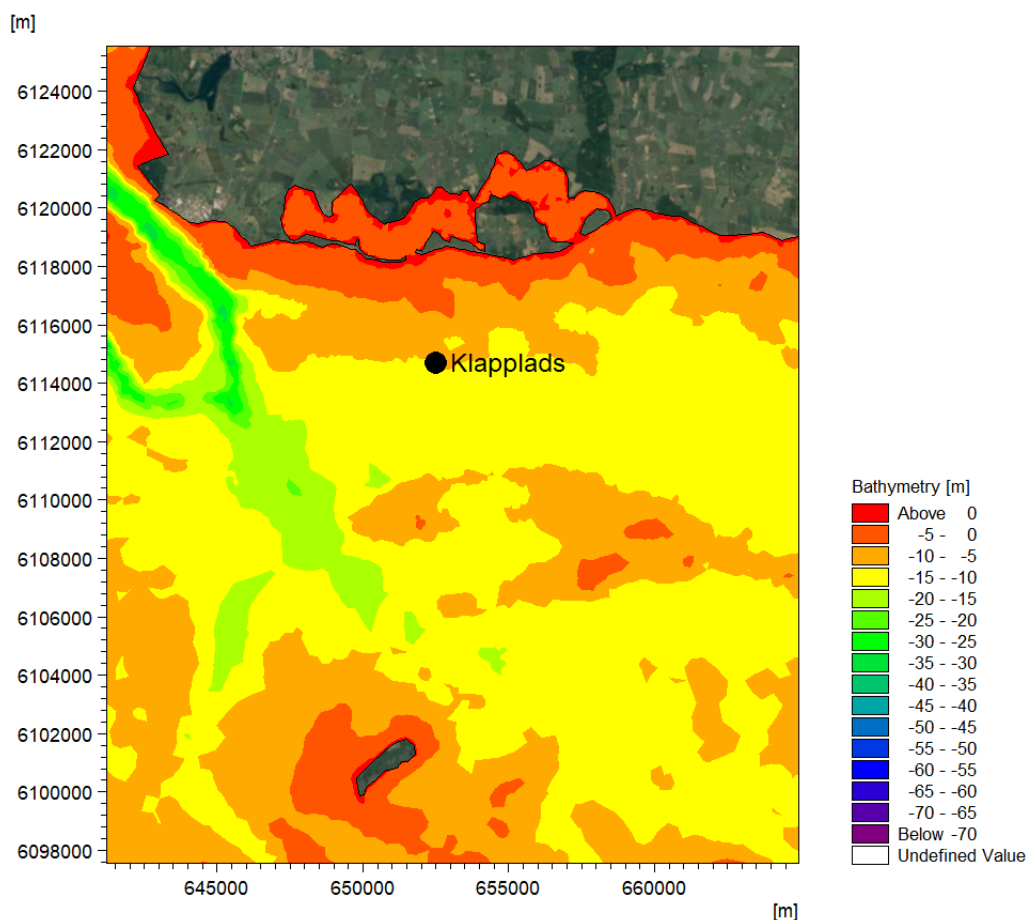 [m]
6124000
6122000
6120000
6118000
6116000
6114000
6112000
6110000
6108000
6106000
6104000
6102000
6100000
6098000
Klapplads
645000
650000
655000
660000
[m]
Bathymetry [m]
Above 0
-5 - 0
-10 - -5
-15 - -10
-20 - -15
-25 - -20
-30 - -25
-35 - -30
-40 - -35
-45 - -40
-50 - -45
-55 - -50
-60 - -55
-65 - -60
-70 - -65
Below -70
Undefined Value